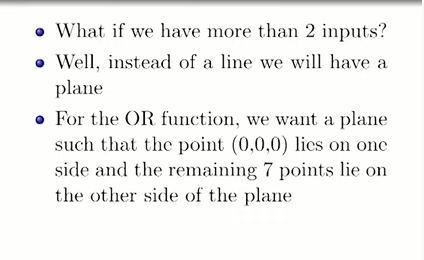 What if we have more than 2 inputs?
Well, instead of a line we will have a
plane
For the OR function, we want a plane
such that the point (0,0,0) lies on one
side and the remaining 7 points lie on
the other side of the plane